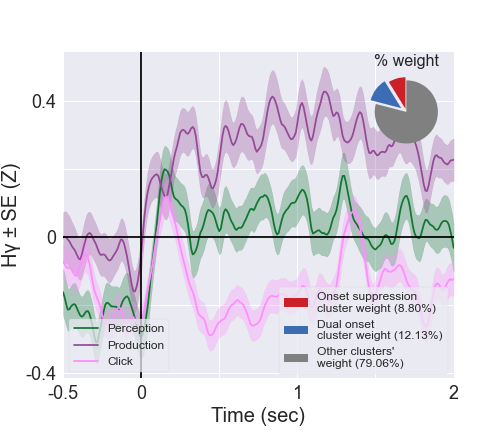 % weight
Hγ ± SE (Z)
0.4
0
-0.4
Perception
Production
Click
Onset suppression
cluster weight (8.80%)
Dual onset
cluster weight (12.13%)
Other clusters'
weight (79.06%)
-0.5 0 1 2
Time (sec)